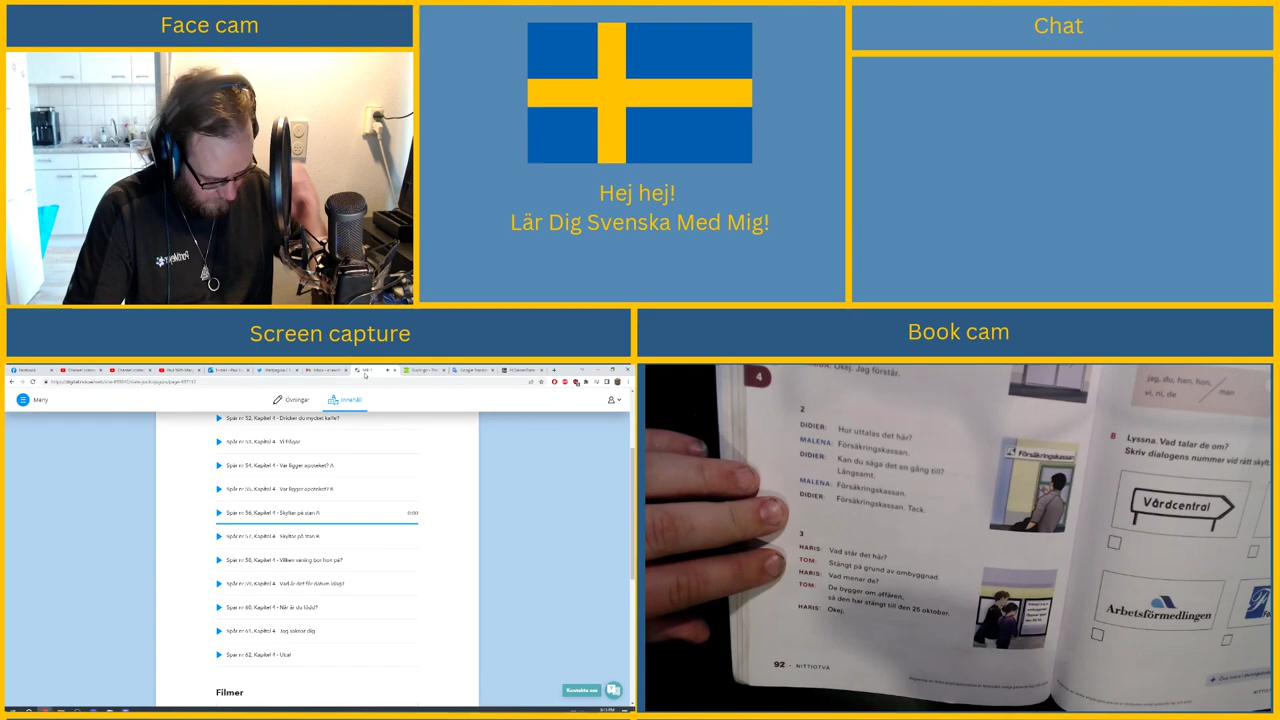 Face cam
Hej hej!
Lär Dig Svenska Med Mig!
Chat
Screen capture
Meny
Övningar
Innehåll
Spår nr 52, Kapitel 4 - Dricker du mycket kaffe?
Spår nr 53, Kapitel 4 - Vi frågar
Spår nr 54, Kapitel 4 - Var ligger apoteket? A
Spår nr 55, Kapitel 4 - Var ligger apoteket? B
Spår nr 56, Kapitel 4 - Skyltar på stan A
0:00
Spår nr 57, Kapitel 4 - Skyltar på stan B
Spår nr 58, Kapitel 4 - Vilken våning bor hon på?
Spår nr 59, Kapitel 4 - Vad är det för datum idag?
Spår nr 60, Kapitel 4 - När är du född?
Spår nr 61, Kapitel 4 - Jag saknar dig
Spår nr 62, Kapitel 4 - Uttal
Filmer
Kontakta oss
Book cam
4
Okej. Jag förstår.
2
DIDIER: Hur uttalas det här?
MALENA: Försäkringskassan.
DIDIER: Kan du säga det en gång till?
Långsamt.
MALENA: Försäkringskassan.
DIDIER: Försäkringskassan. Tack.
Försäkringskassan
3
HARIS: Vad står det här?
TOM: Stängt på grund av ombyggnad.
HARIS: Vad menar de?
TOM: De bygger om affären,
så den har stängt till den 25 oktober.
HARIS: Okej.
92 - NITTIOTVÅ
jag, du, han, hon,
vi, ni, de
man
B Lyssna. Vad talar de om?
Skriv dialogens nummer vid rätt skylt.
Vårdcentral
Arbetsförmedlingen